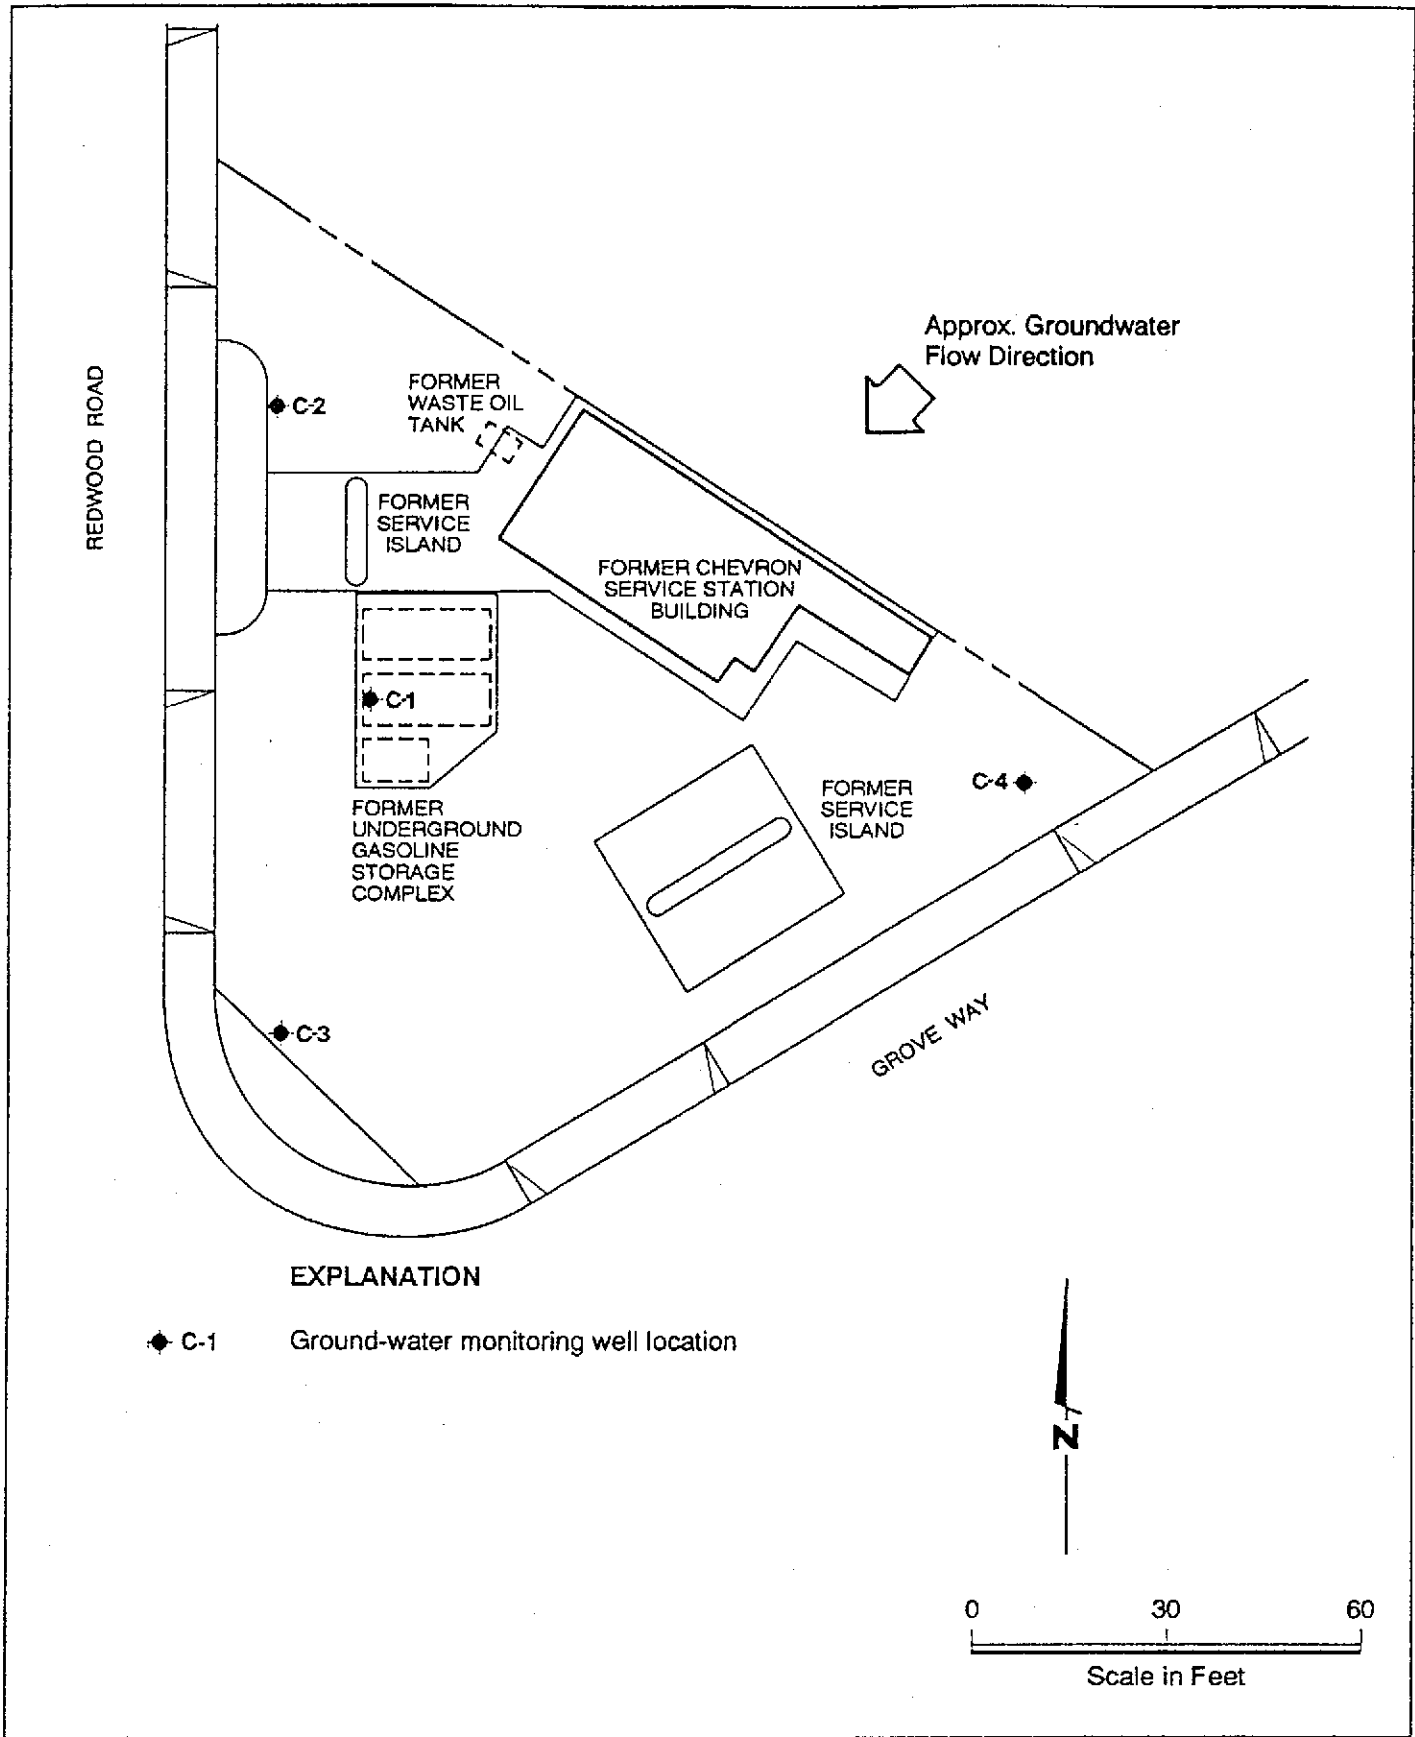 Approx. Groundwater
Flow Direction
REDWOOD ROAD
C-2
FORMER
WASTE OIL
TANK
FORMER
SERVICE
ISLAND
FORMER CHEVRON
SERVICE STATION
BUILDING
C-1
FORMER
UNDERGROUND
GASOLINE
STORAGE
COMPLEX
FORMER
SERVICE
ISLAND
C-4
C-3
GROVE WAY
EXPLANATION
C-1 Ground-water monitoring well location
N
0 30 60
Scale in Feet